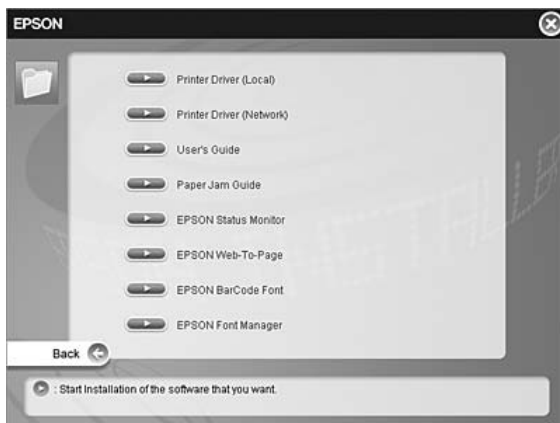 EPSON
Printer Driver (Local)
Printer Driver (Network)
User's Guide
Paper Jam Guide
EPSON Status Monitor
EPSON Web-To-Page
EPSON BarCode Font
EPSON Font Manager
Back
: Start Installation of the software that you want.